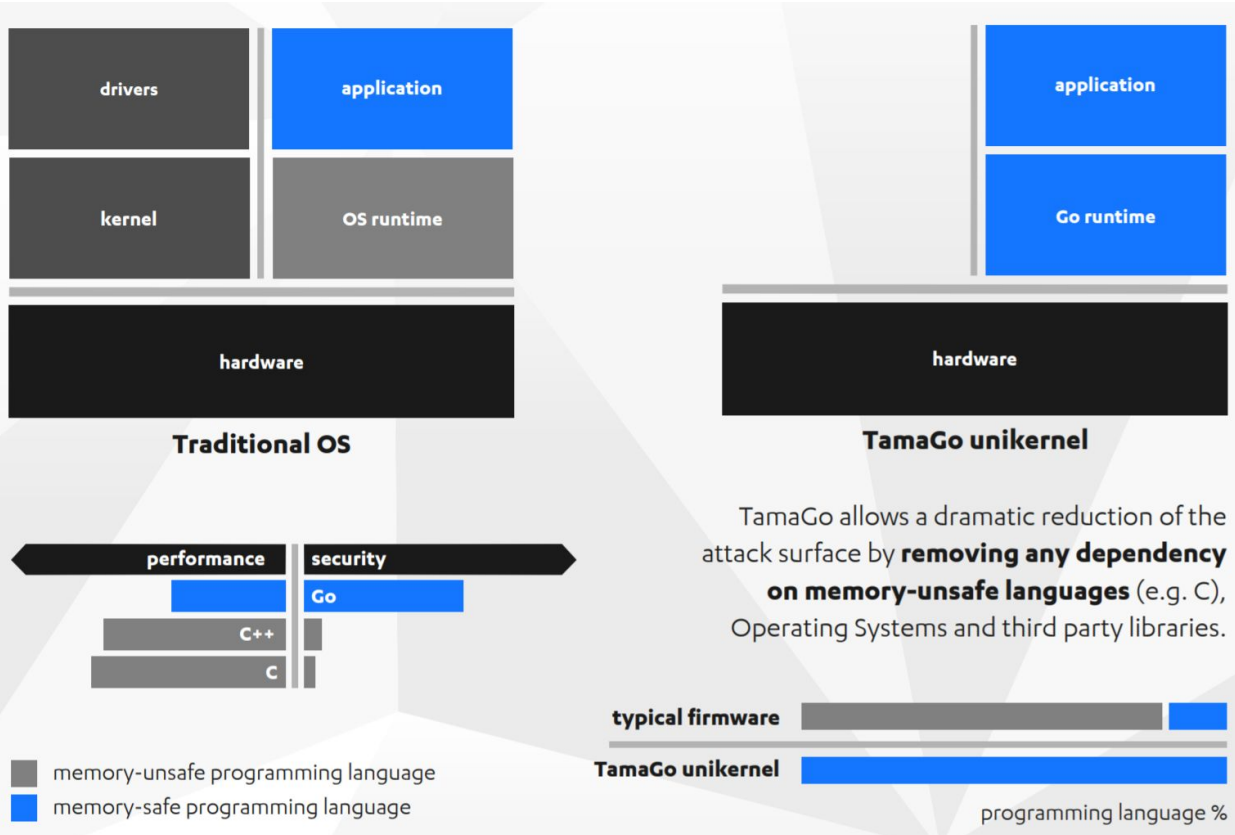 drivers
application
kernel
OS runtime
hardware
Traditional OS
application
Go runtime
hardware
TamaGo unikernel
performance
security
Go
C++
C
memory-unsafe programming language
memory-safe programming language
TamaGo allows a dramatic reduction of the
attack surface by removing any dependency
on memory-unsafe languages (e.g. C),
Operating Systems and third party libraries.
typical firmware
TamaGo unikernel
programming language %